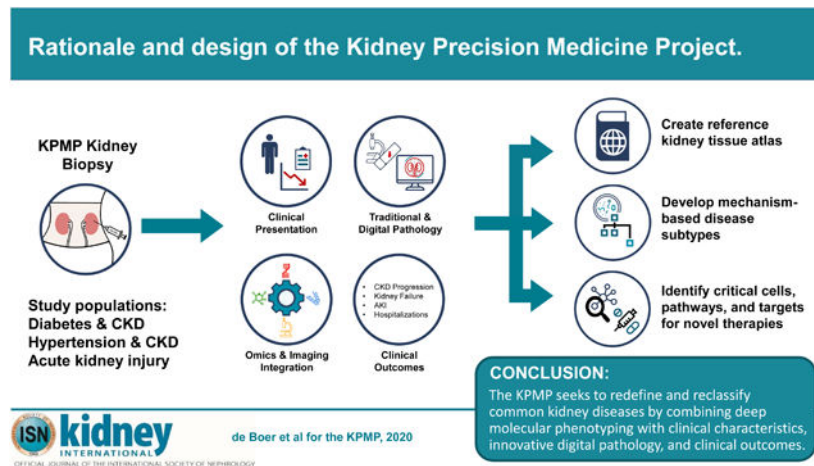 Rationale and design of the Kidney Precision Medicine Project.
KPMP Kidney
Biopsy
Study populations:
Diabetes & CKD
Hypertension & CKD
Acute kidney injury
Clinical
Presentation
Traditional &
Digital Pathology
Omics & Imaging
Integration
• CKD Progression
• Kidney Failure
• AKI
• Hospitalizations
Clinical
Outcomes
Create reference
kidney tissue atlas
Develop mechanism-
based disease
subtypes
Identify critical cells,
pathways, and targets
for novel therapies
CONCLUSION:
The KPMP seeks to redefine and reclassify
common kidney diseases by combining deep
molecular phenotyping with clinical characteristics,
innovative digital pathology, and clinical outcomes.
ISN
kidney
INTERNATIONAL
OFFICIAL JOURNAL OF THE INTERNATIONAL SOCIETY OF NEPHROLOGY
de Boer et al for the KPMP, 2020